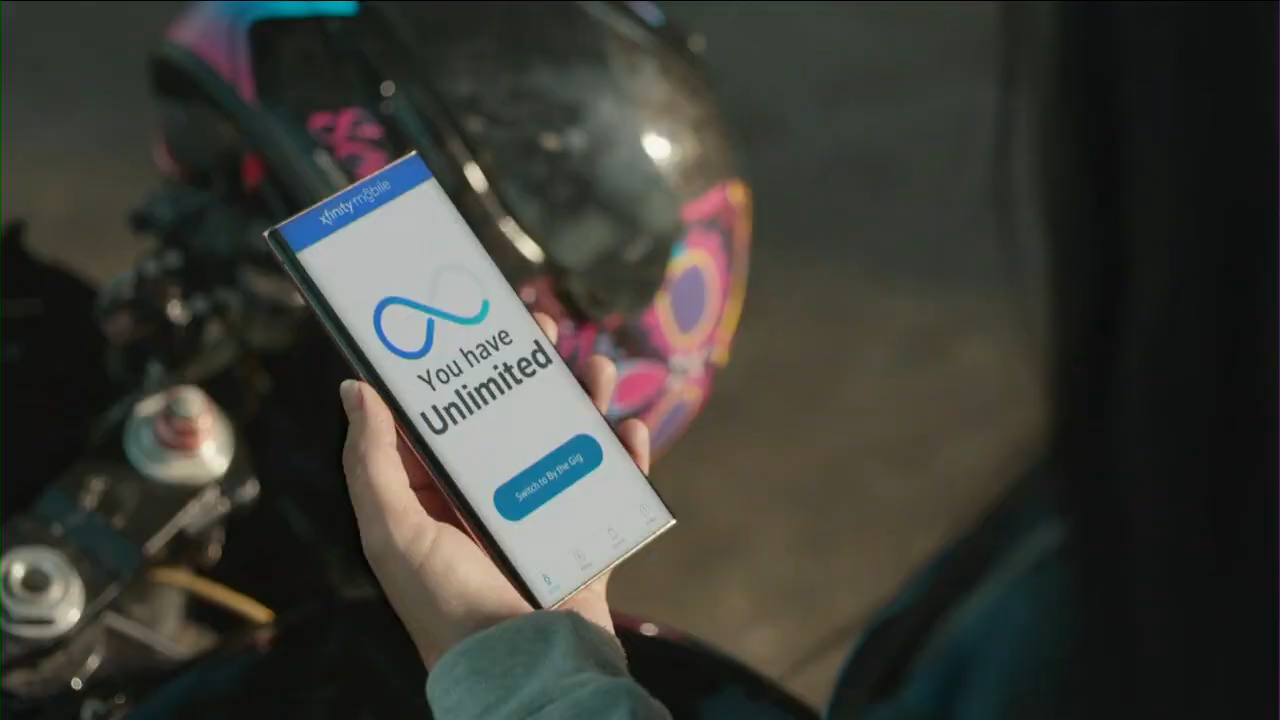 xfinity mobile
You have
Unlimited
Switch to By the Gig